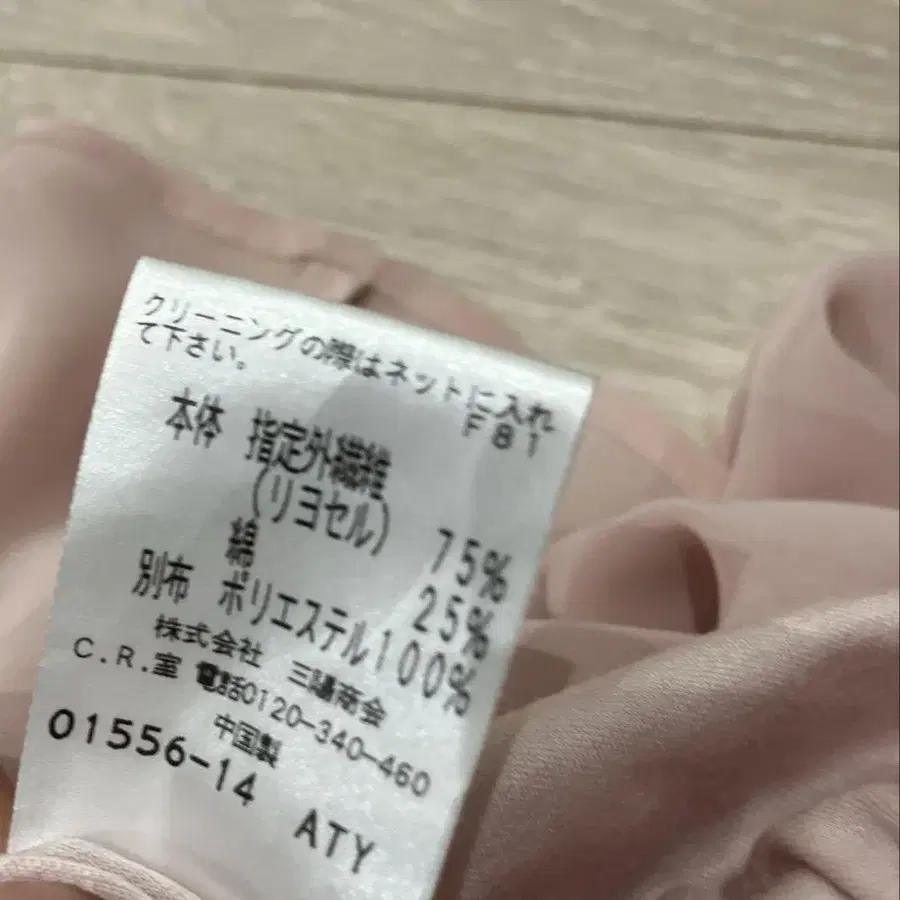 クリーニングの際はネットに入れ
て下さい。
F81
本体 指定外繊維
(リヨセル) 75%
綿 25%
別布 ポリエステル100%
株式会社 三陽商会
C.R.室 電話0120-340-460
中国製
01556-14 ATY